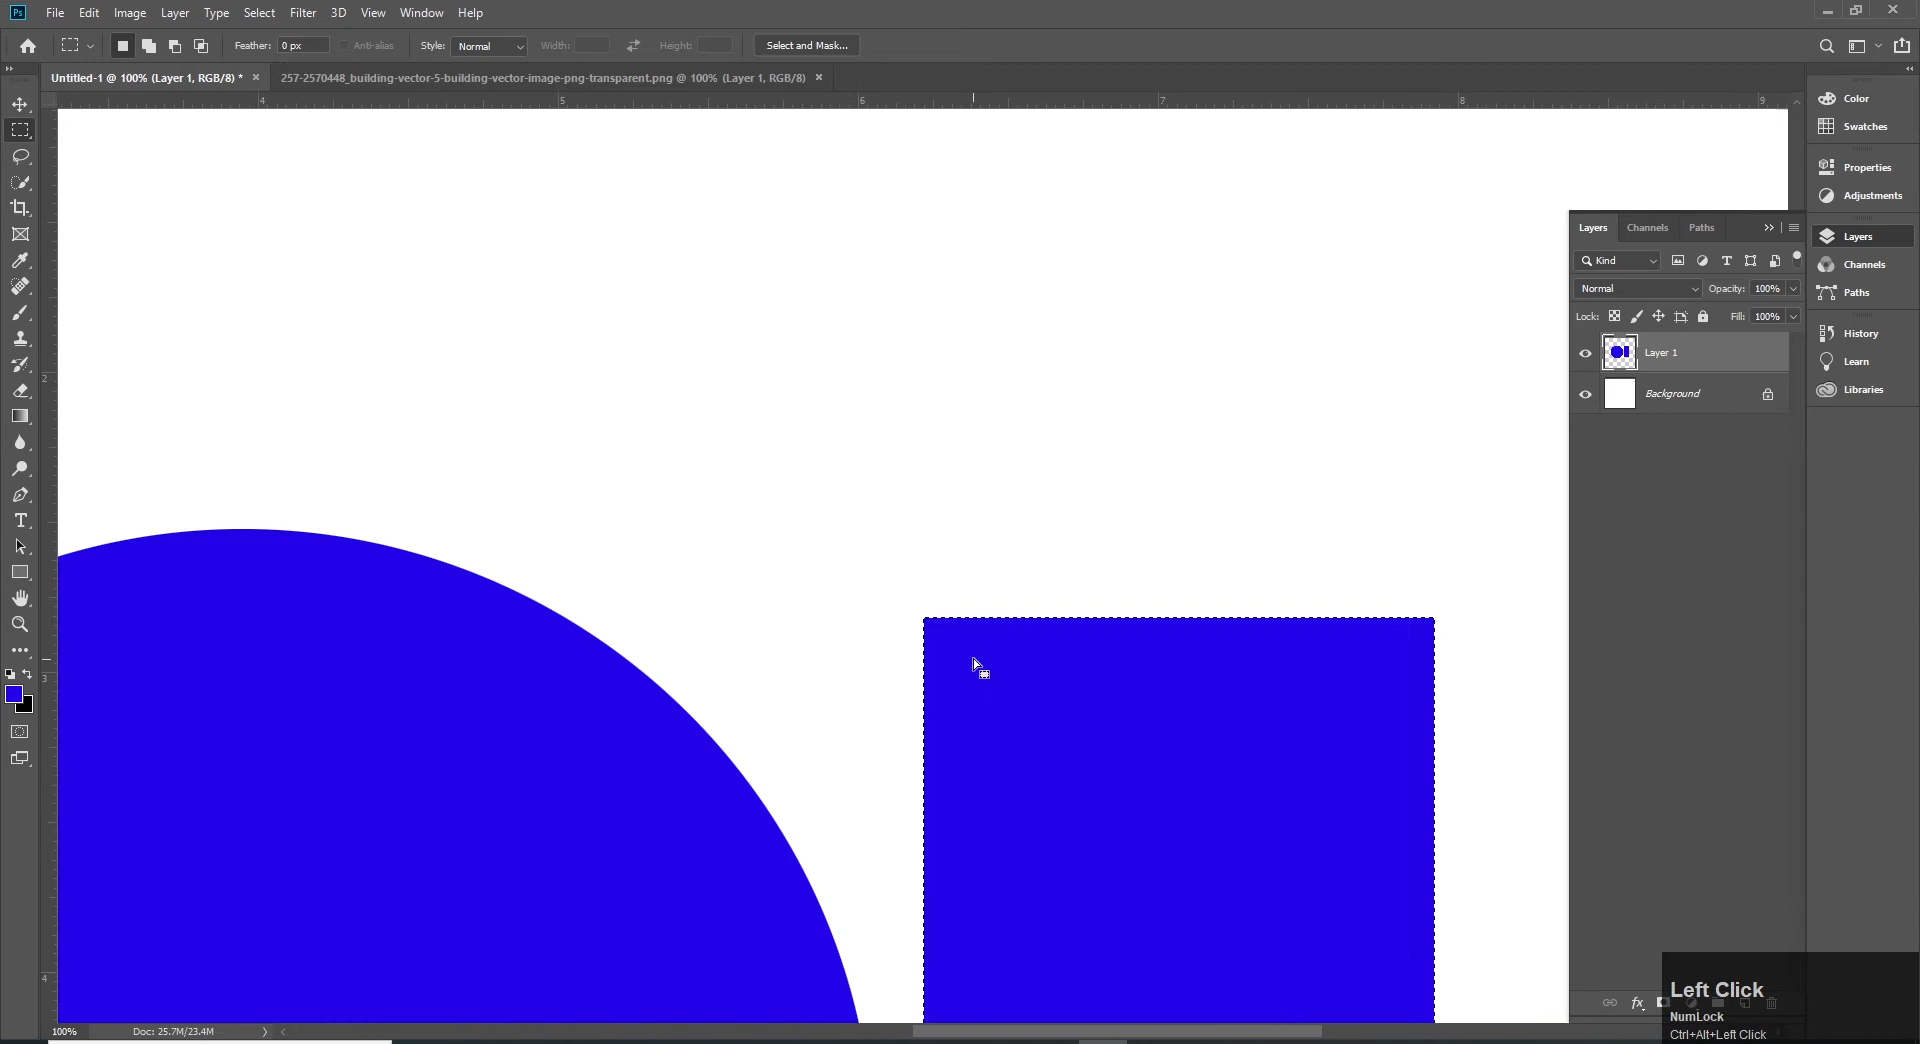 Ps File Edit Image Layer Type Select Filter 3D View Window Help
Feather: 0 px Anti-alias Style: Normal Width: Height: Select and Mask...
Untitled-1 @ 100% (Layer 1, RGB/8) * × 257-2570448_building-vector-5-building-vector-image-png-transparent.png @ 100% (Layer 1, RGB/8) ×
4 5 6 7 8 9
2
3
4
Color
Swatches
Properties
Adjustments
Layers
Channels
Paths
History
Learn
Libraries
Layers Channels Paths
Kind
Normal Opacity: 100%
Lock: Fill: 100%
Layer 1
Background
Left Click
NumLock
Ctrl+Alt+Left Click
100% Doc: 25.7M/23.4M